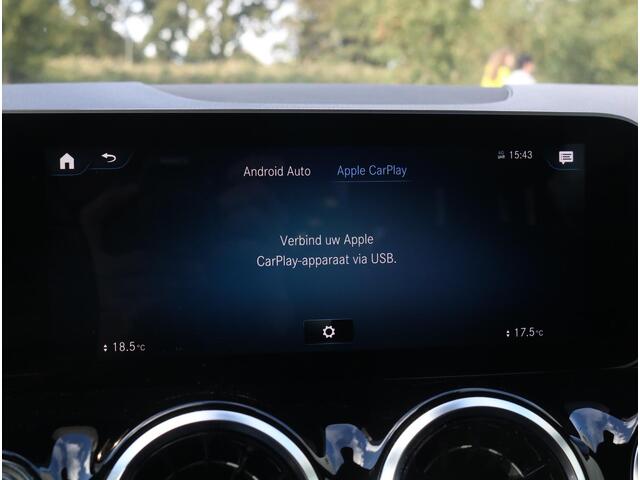 15:43
Android Auto Apple CarPlay
Verbind uw Apple
CarPlay-apparaat via USB.
18.5°C
17.5°C